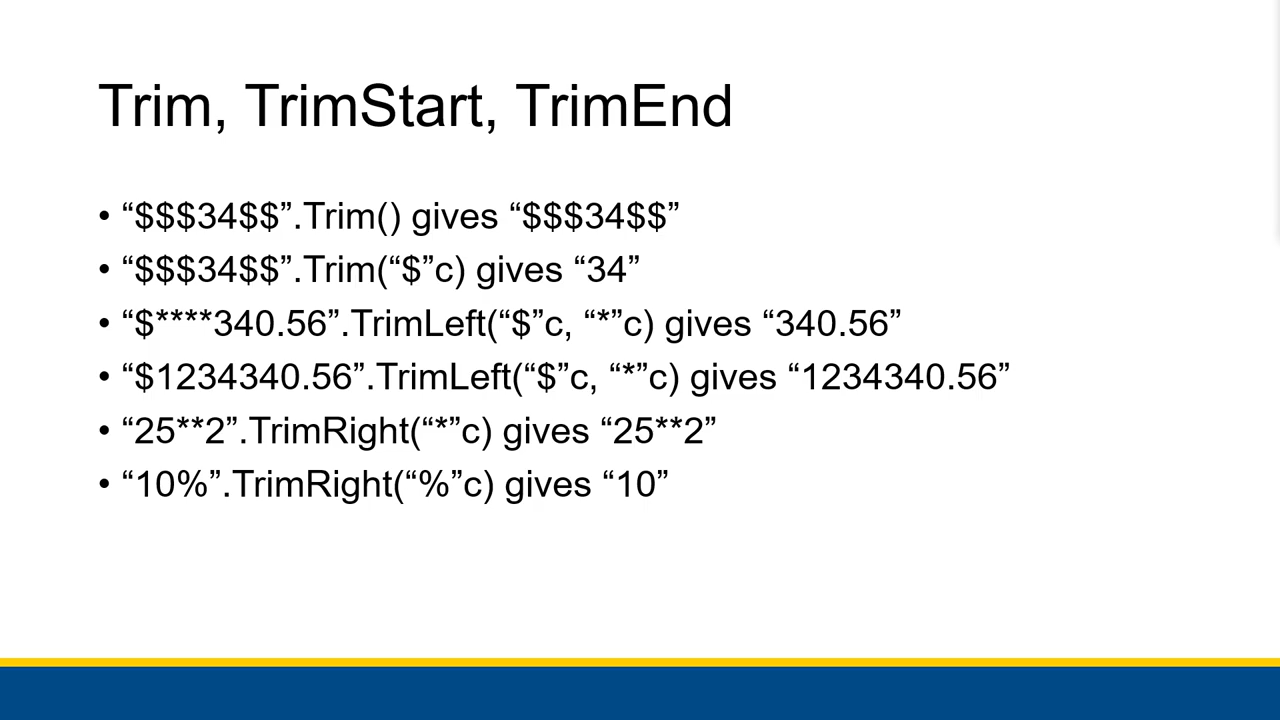 Trim, TrimStart, TrimEnd
• “$$$34$$”.Trim() gives “$$$34$$”
• “$$$34$$”.Trim(“$”c) gives “34”
• “$****340.56”.TrimLeft(“$”c, “*”c) gives “340.56”
• “$1234340.56”.TrimLeft(“$”c, “*”c) gives “1234340.56”
• “25**2”.TrimRight(“*”c) gives “25**2”
• “10%”.TrimRight(“%”c) gives “10”